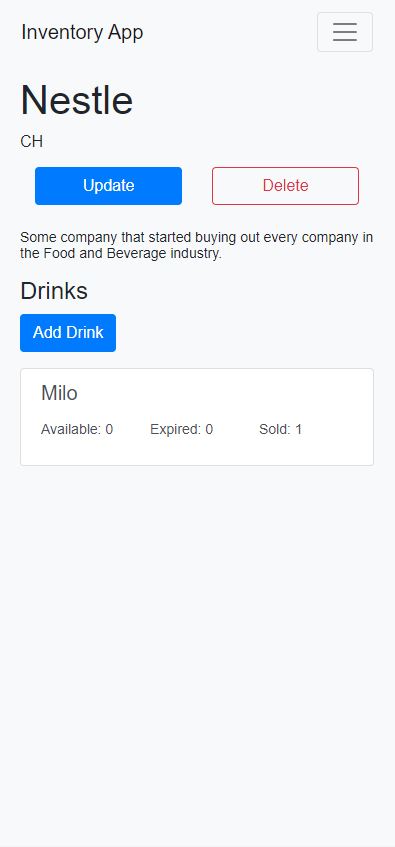 Inventory App
Nestle
CH
Update Delete
Some company that started buying out every company in
the Food and Beverage industry.
Drinks
Add Drink
Milo
Available: 0 Expired: 0 Sold: 1